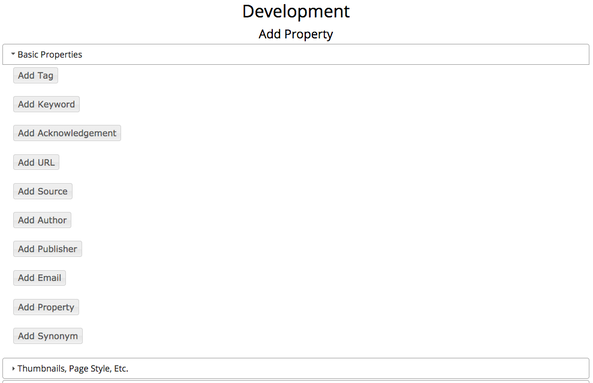 Development
Add Property
Basic Properties
Add Tag
Add Keyword
Add Acknowledgement
Add URL
Add Source
Add Author
Add Publisher
Add Email
Add Property
Add Synonym
Thumbnails, Page Style, Etc.